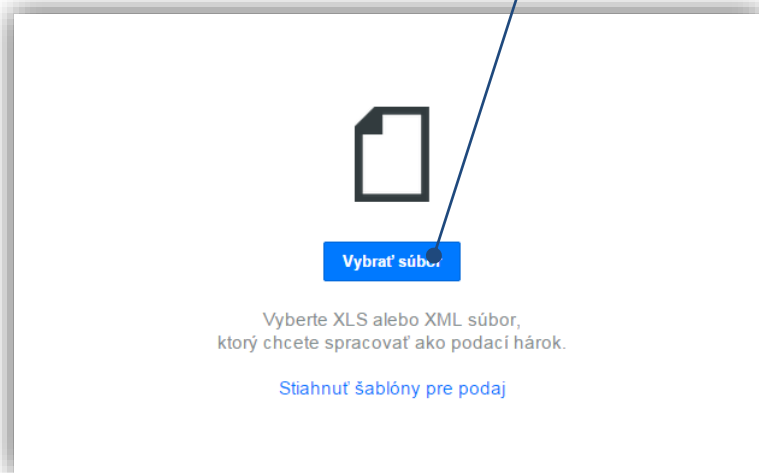 Vybrať súbor
Vyberte XLS alebo XML súbor,
ktorý chcete spracovať ako podací hárok.
Stiahnuť šablóny pre podaj